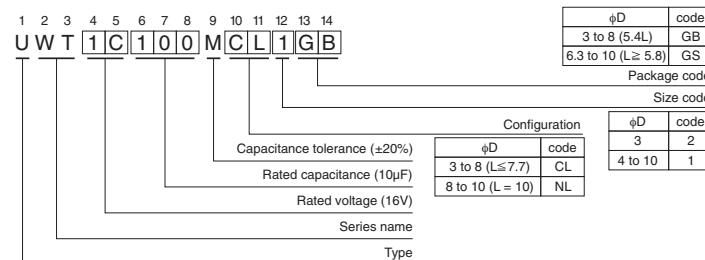 1 2 3 4 5 6 7 8 9 10 11 12 13 14
U W T 1 C 1 0 0 M C L 1 G B
ϕD code
3 to 8 (5.4L) GB
6.3 to 10 (L≧ 5.8) GS
Package code
Size code
ϕD code
3 2
4 to 10 1
Configuration
ϕD code
3 to 8 (L≦7.7) CL
8 to 10 (L = 10) NL
Capacitance tolerance (±20%)
Rated capacitance (10µF)
Rated voltage (16V)
Series name
Type